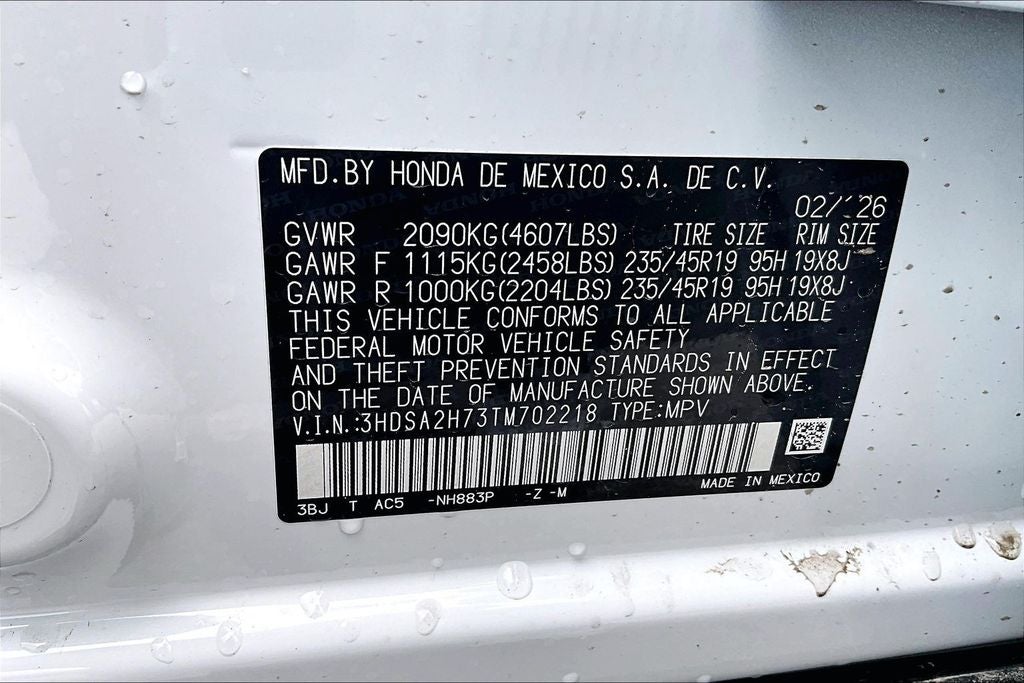 MFD.BY HONDA DE MEXICO S.A. DE C.V.
02/'26
GVWR 2090KG(4607LBS) TIRE SIZE RIM SIZE
GAWR F 1115KG(2458LBS) 235/45R19 95H 19X8J
GAWR R 1000KG(2204LBS) 235/45R19 95H 19X8J
THIS VEHICLE CONFORMS TO ALL APPLICABLE
FEDERAL MOTOR VEHICLE SAFETY
AND THEFT PREVENTION STANDARDS IN EFFECT
ON THE DATE OF MANUFACTURE SHOWN ABOVE.
V.I.N.:3HDSA2H73TM702218 TYPE:MPV
3BJ T AC5 -NH883P -Z -M MADE IN MEXICO